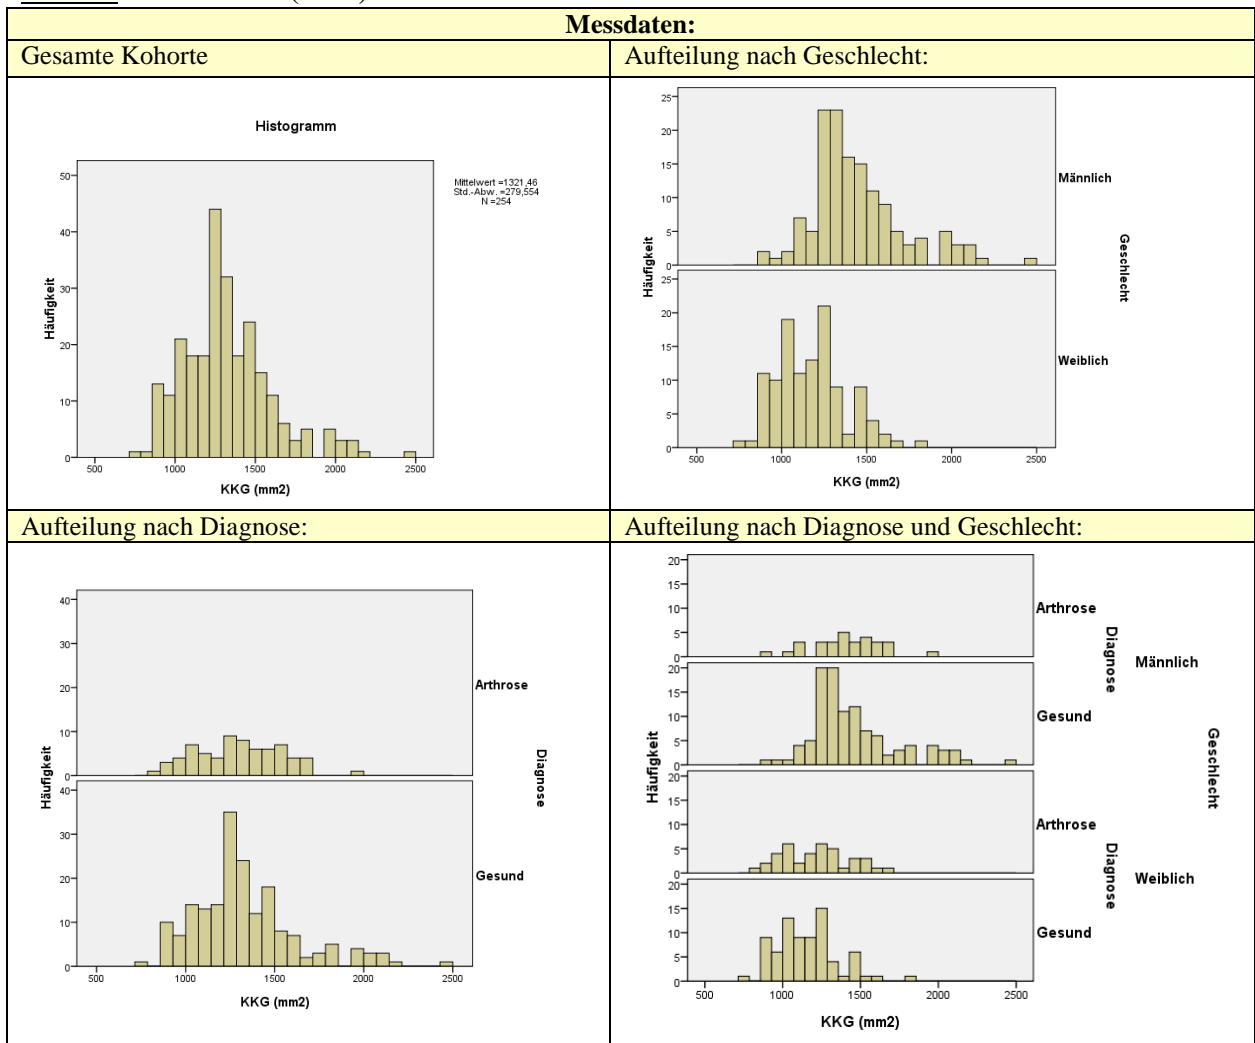 Messdaten:
Gesamte Kohorte
Aufteilung nach Geschlecht:
Histogramm
Mittelwert =1321,46
Std.-Abw. =279,554
N =254
50
40
30
20
10
0
Häufigkeit
500 1000 1500 2000 2500
KKG (mm2)
25
20
15
10
5
0
Männlich
25
20
15
10
5
0
Weiblich
Häufigkeit
Häufigkeit
Geschlecht
500 1000 1500 2000 2500
KKG (mm2)
Aufteilung nach Diagnose:
Aufteilung nach Diagnose und Geschlecht:
40
30
20
10
0
Arthrose
40
30
20
10
0
Gesund
Häufigkeit
Diagnose
500 1000 1500 2000 2500
KKG (mm2)
20
15
10
5
0
Arthrose
20
15
10
5
0
Gesund
Diagnose
Männlich
20
15
10
5
0
Arthrose
20
15
10
5
0
Gesund
Diagnose
Weiblich
Häufigkeit
Geschlecht
500 1000 1500 2000 2500
KKG (mm2)